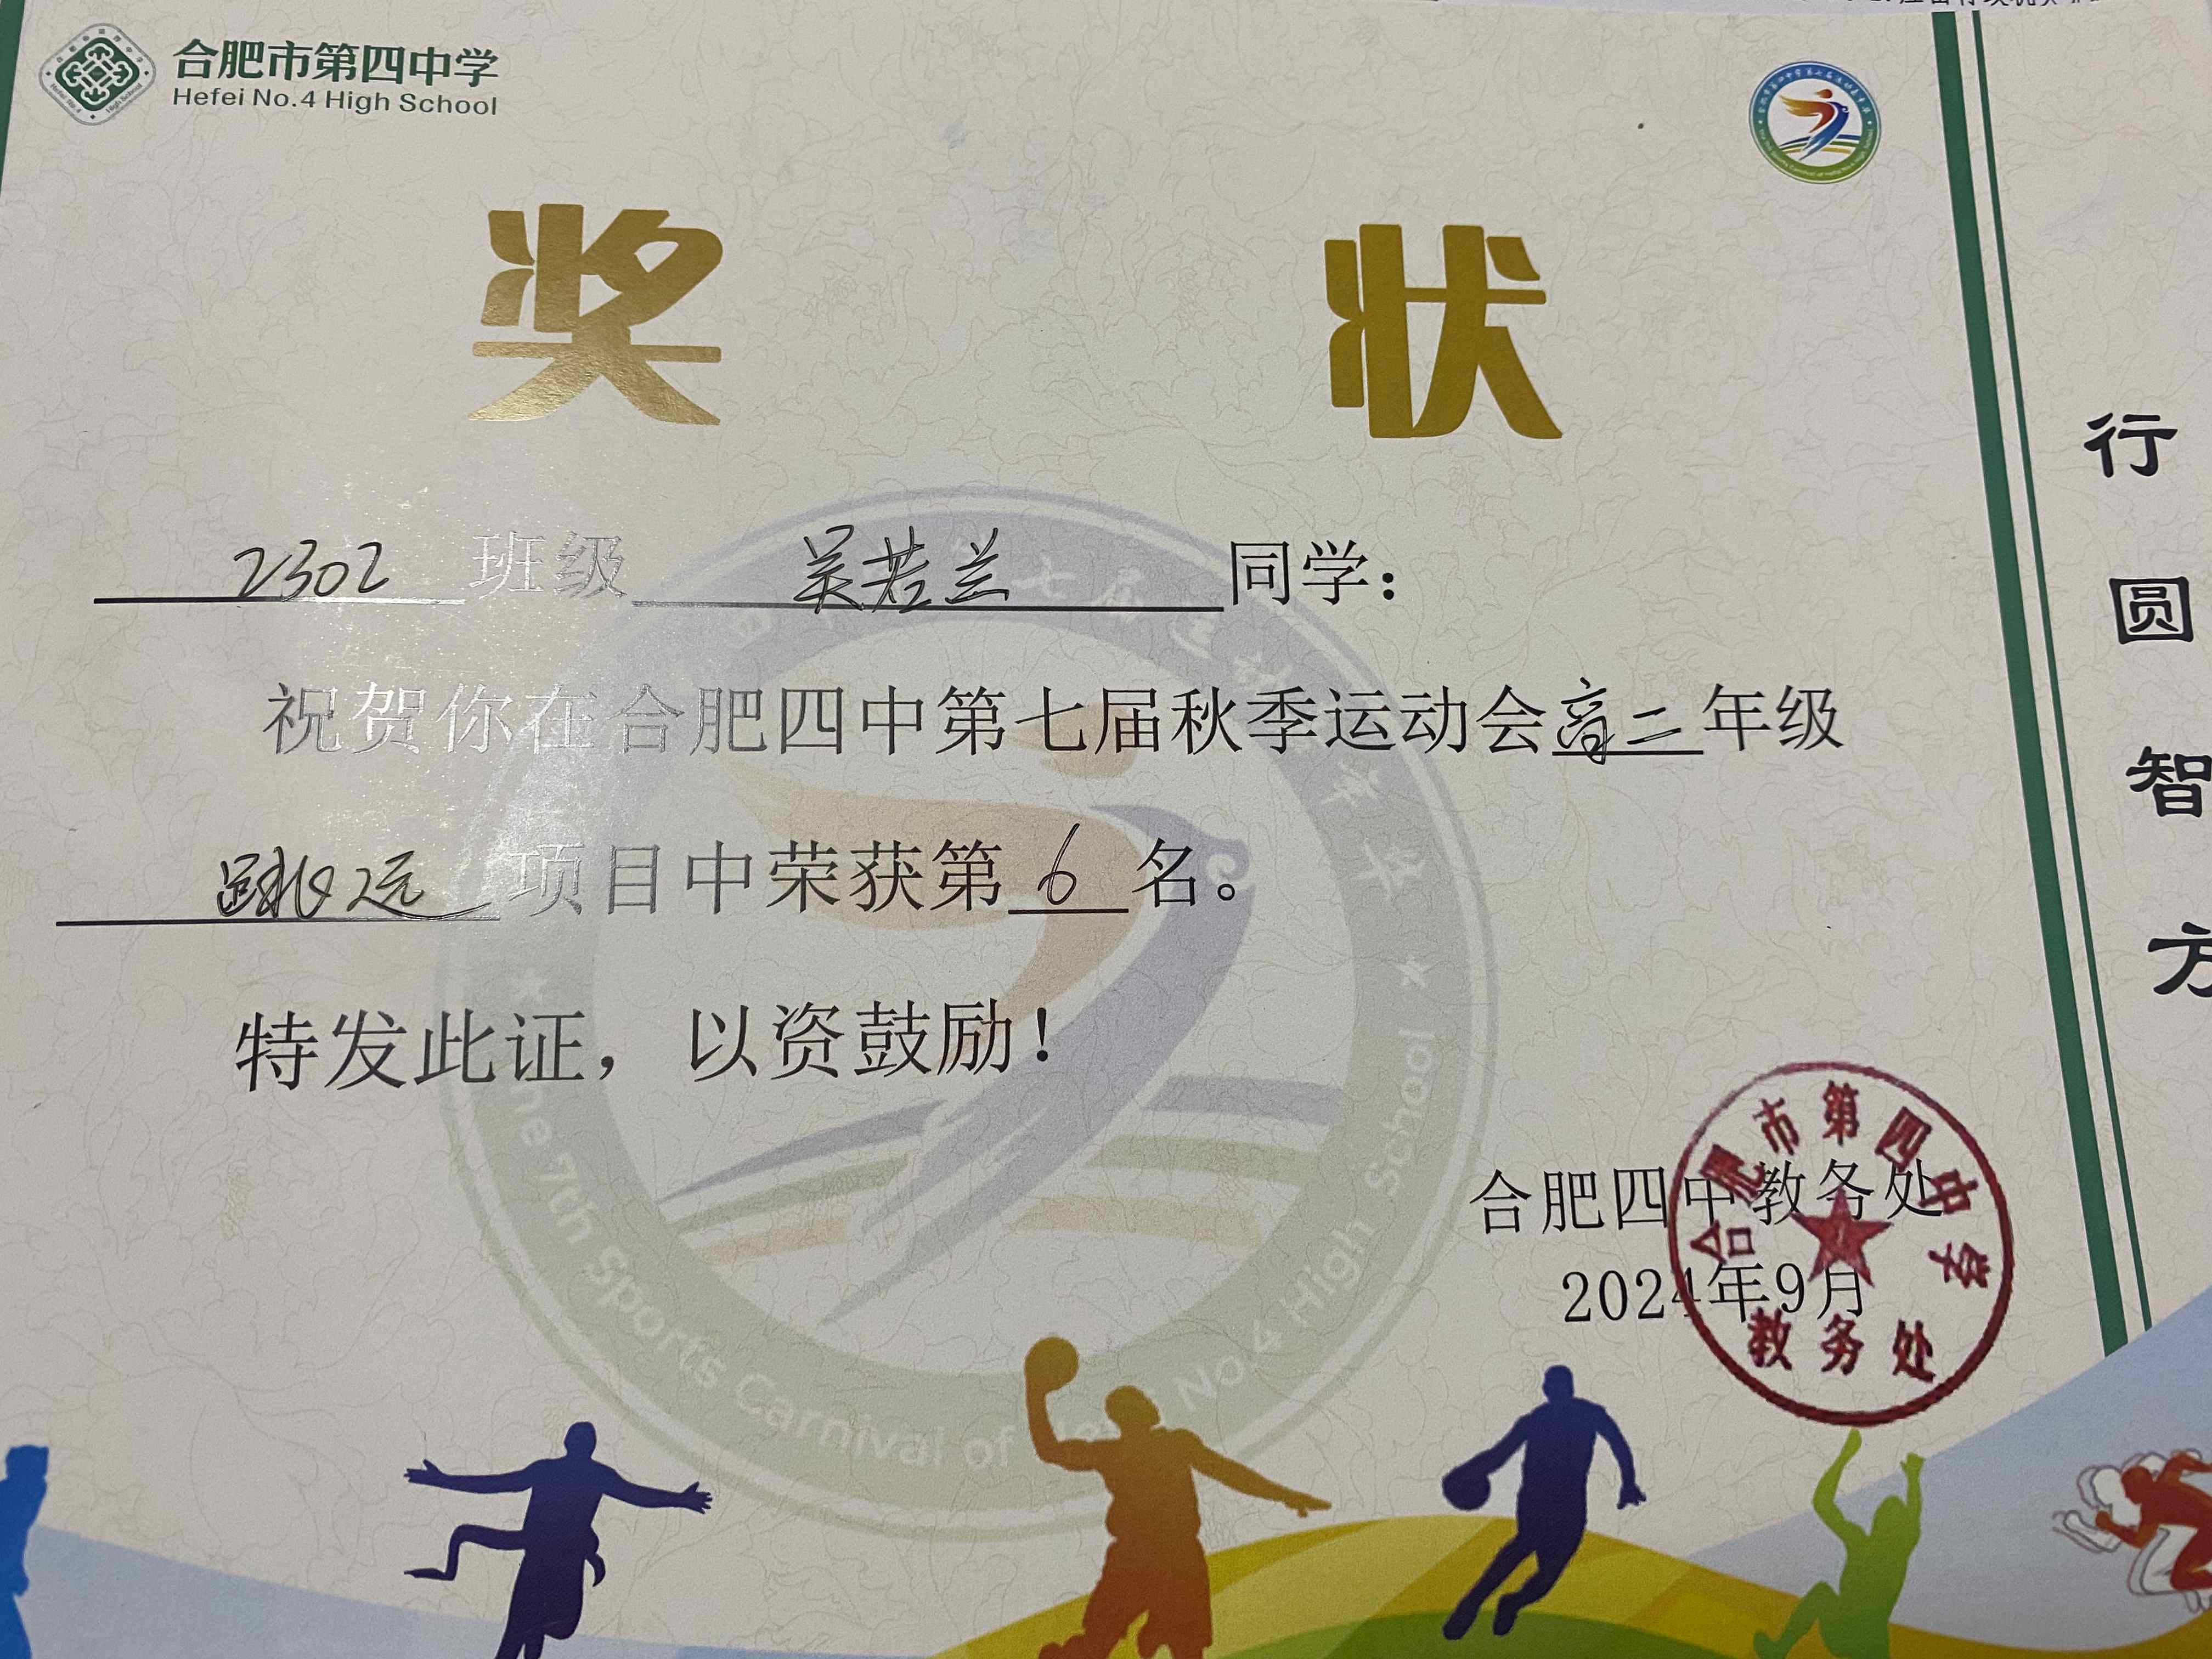 合肥市第四中学
Hefei No.4 High School
奖 状
2302 班级 吴若兰 同学：
祝贺你在合肥四中第七届秋季运动会高二年级
跳远 项目中荣获第 6 名。
特发此证，以资鼓励！
合肥四中教务处
2024年9月
合肥市第四中学
教务处
The 7th Sports Carnival of Hefei No.4 High School
行
圆
智
方